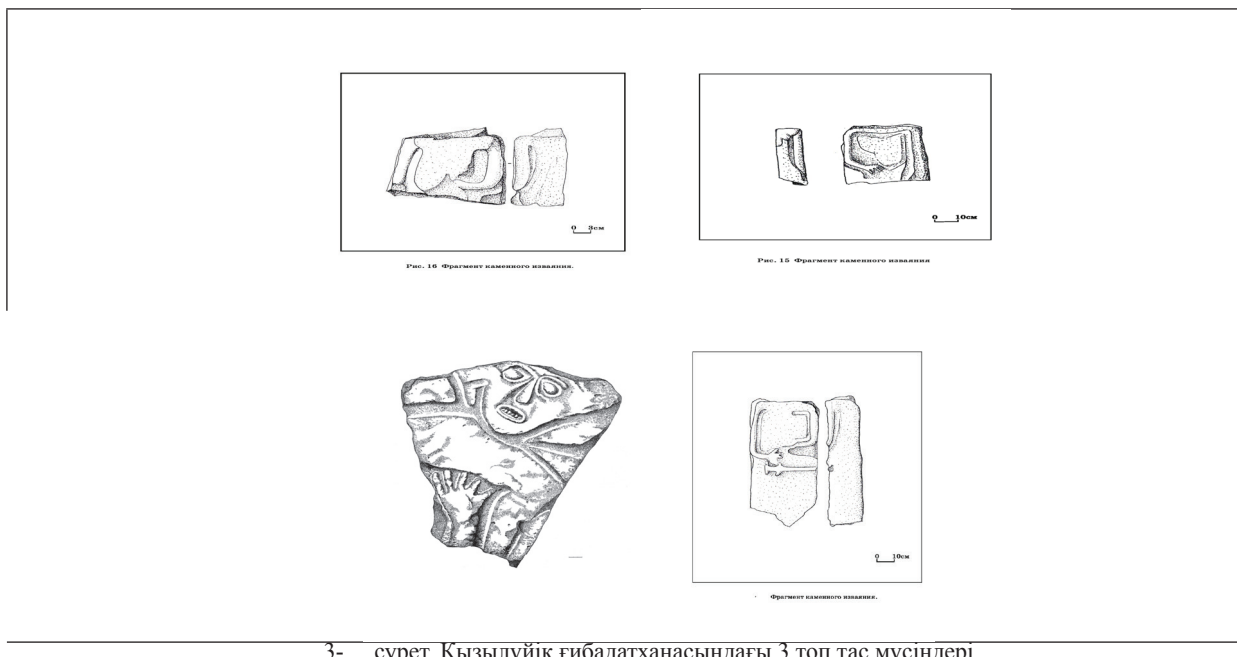 0 3см
Рис. 16 Фрагмент каменного изваяния.
0 10см
Рис. 15 Фрагмент каменного изваяния
0 10см
Фрагмент каменного изваяния.
3- сурет. Қызылүйік ғибадатханасындағы 3 топ тас мүсіндері